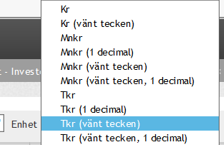 Kr
Kr (vänt tecken)
Mnkr
Mnkr (1 decimal)
Mnkr (vänt tecken)
Mnkr (vänt tecken, 1 decimal)
Tkr
Tkr (1 decimal)
Enhet Tkr (vänt tecken)
Tkr (vänt tecken, 1 decimal)